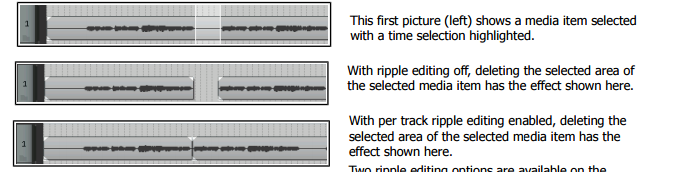 1
This first picture (left) shows a media item selected
with a time selection highlighted.
1
With ripple editing off, deleting the selected area of
the selected media item has the effect shown here.
1
With per track ripple editing enabled, deleting the
selected area of the selected media item has the
effect shown here.
Two ripple editing options are available on the